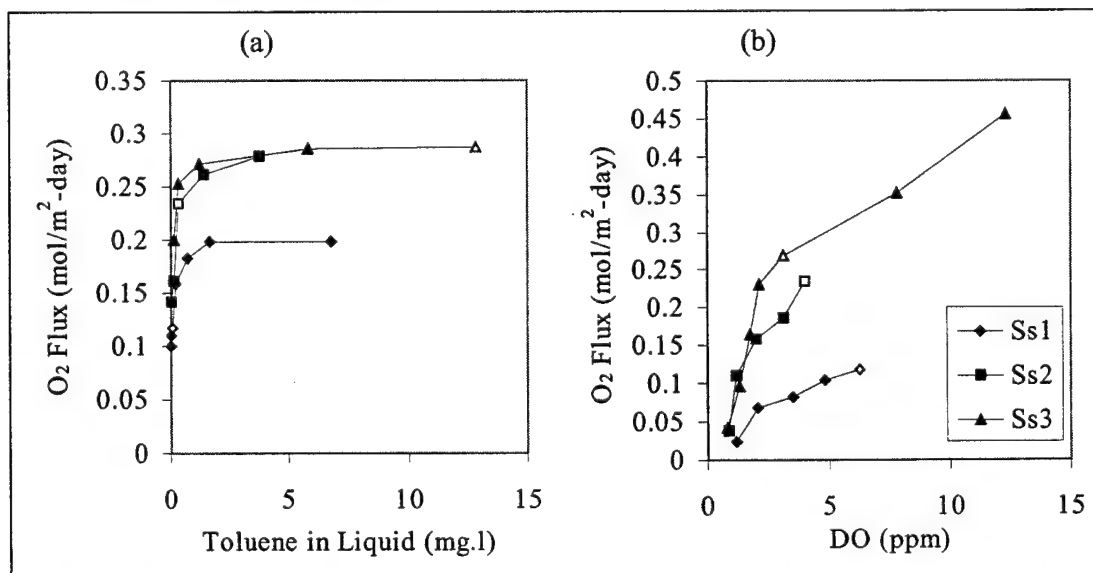 (a)
(b)
0.35
0.3
0.25
0.2
0.15
0.1
0.05
0
O₂ Flux (mol/m²-day)
0 5 10 15
Toluene in Liquid (mg.l)
0.5
0.45
0.4
0.35
0.3
0.25
0.2
0.15
0.1
0.05
0
O₂ Flux (mol/m²-day)
0 5 10 15
DO (ppm)
Ss1
Ss2
Ss3